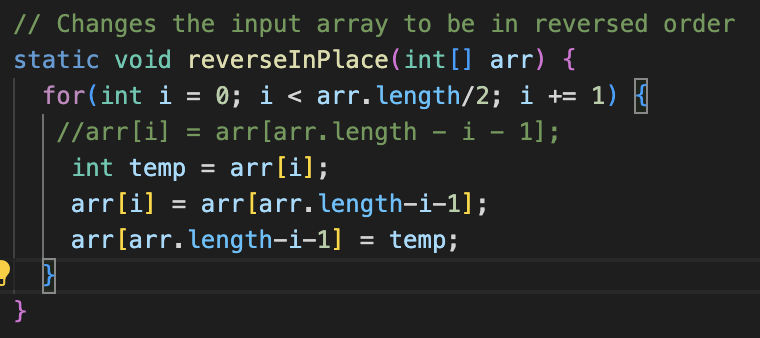 // Changes the input array to be in reversed order
static void reverseInPlace(int[] arr) {
  for(int i = 0; i < arr.length/2; i += 1) {
   //arr[i] = arr[arr.length - i - 1];
    int temp = arr[i];
    arr[i] = arr[arr.length-i-1];
    arr[arr.length-i-1] = temp;
  }
}